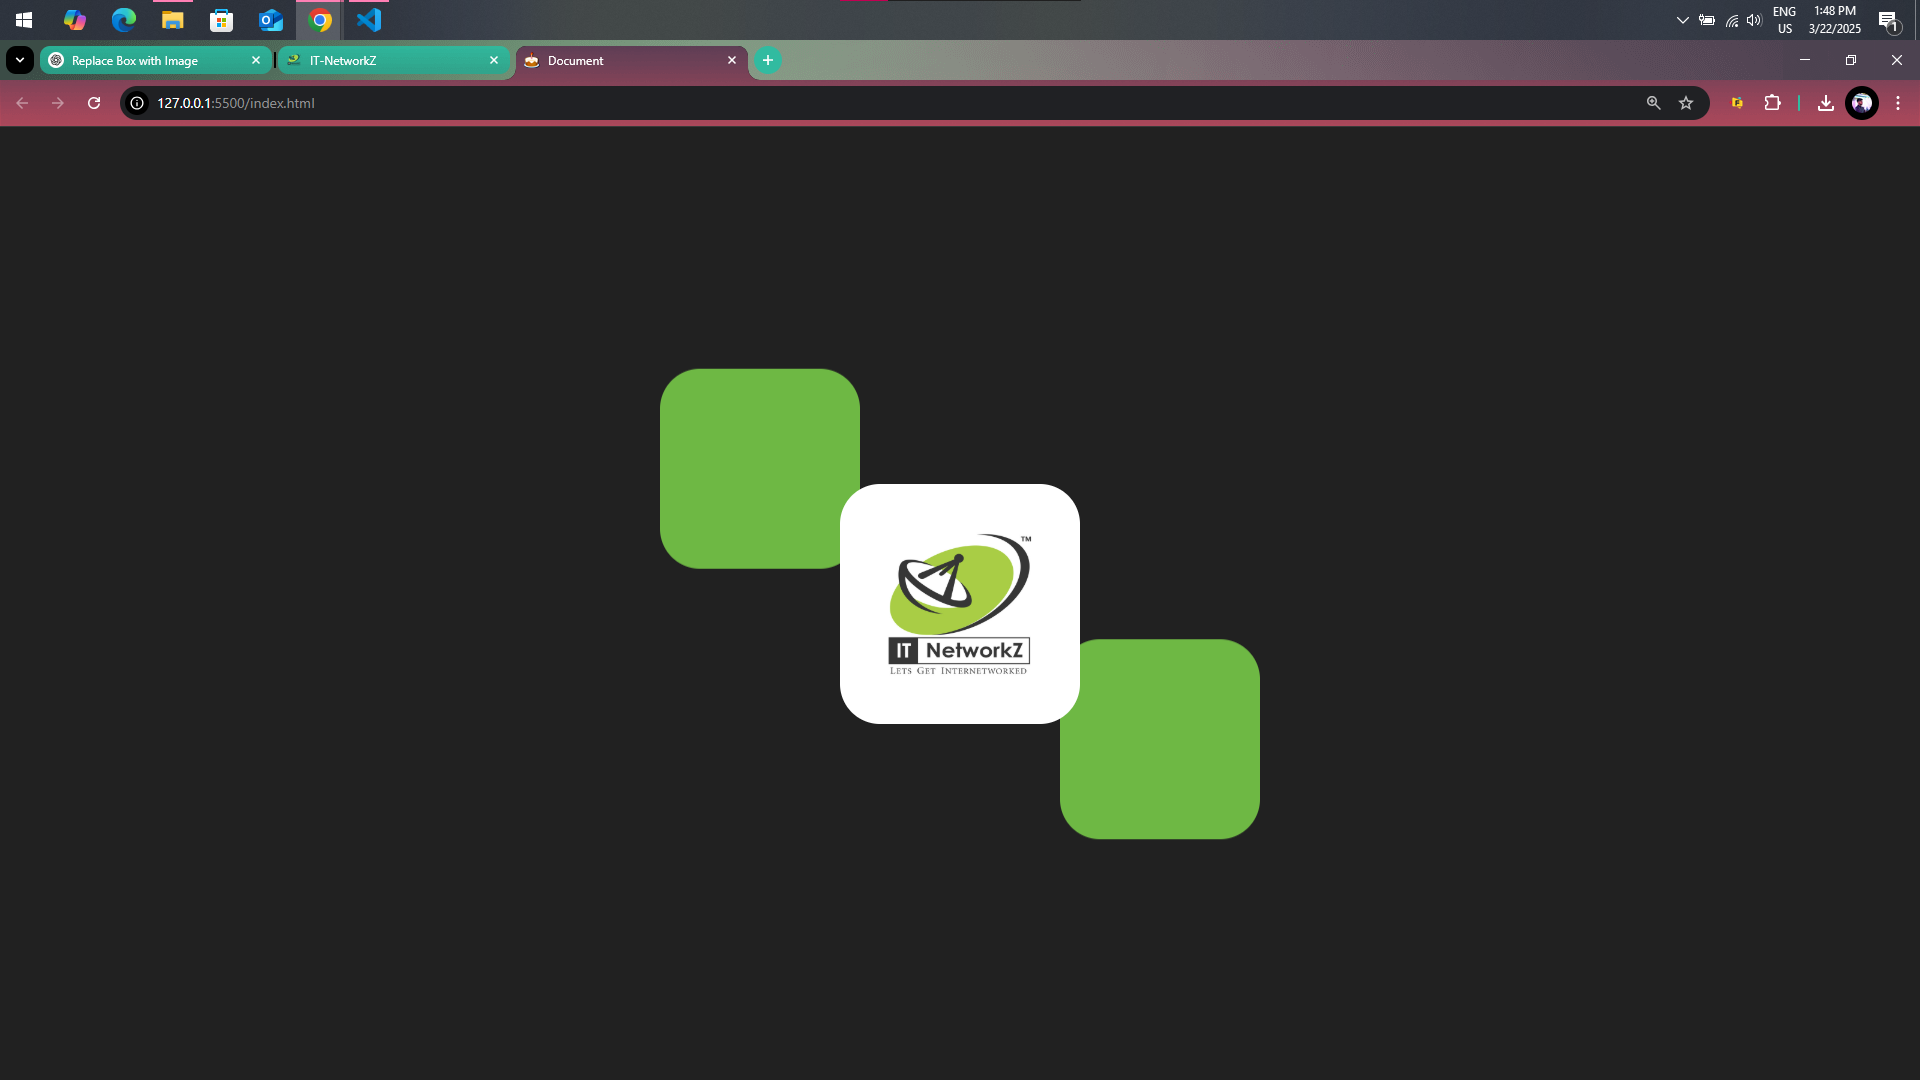 ENG
US
1:48 PM
3/22/2025
1
Replace Box with Image
IT-NetworkZ
Document
127.0.0.1:5500/index.html
TM
IT NetworkZ
LETS GET INTERNETWORKED